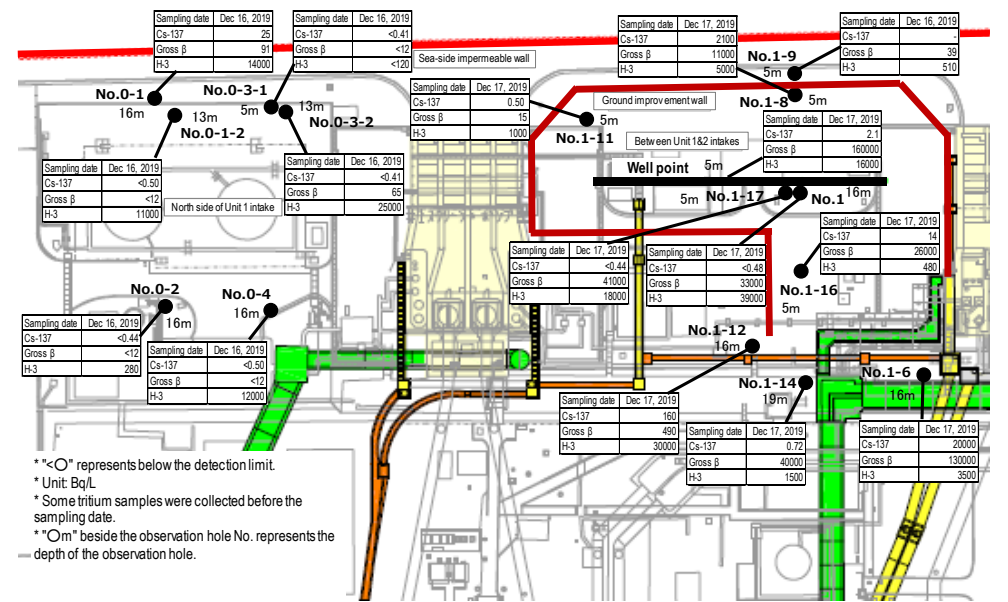 Sampling date Dec 16, 2019
Cs-137 25
Gross β 91
H-3 14000
Sampling date Dec 16, 2019
Cs-137 <0.41
Gross β <12
H-3 <120
Sea-side impermeable wall
Sampling date Dec 17, 2019
Cs-137 2100
Gross β 11000
H-3 5000
Sampling date Dec 16, 2019
Cs-137 -
Gross β 39
H-3 510
No.1-9
5m
No.0-1
16m
No.0-3-1
5m
13m
No.0-1-2
13m
No.0-3-2
Sampling date Dec 17, 2019
Cs-137 0.50
Gross β 15
H-3 1000
5m
No.1-11
Ground improvement wall
No.1-8
5m
Sampling date Dec 17, 2019
Cs-137 2.1
Gross β 160000
H-3 16000
Between Unit 1&2 intakes
Well point
5m
5m
No.1-17
No.1
16m
Sampling date Dec 16, 2019
Cs-137 <0.50
Gross β <12
H-3 11000
North side of Unit 1 intake
Sampling date Dec 16, 2019
Cs-137 <0.41
Gross β 65
H-3 25000
Sampling date Dec 17, 2019
Cs-137 <0.44
Gross β 41000
H-3 18000
Sampling date Dec 17, 2019
Cs-137 <0.48
Gross β 33000
H-3 39000
Sampling date Dec 17, 2019
Cs-137 14
Gross β 26000
H-3 480
No.1-16
5m
No.0-2
16m
No.0-4
16m
Sampling date Dec 16, 2019
Cs-137 <0.44
Gross β <12
H-3 280
Sampling date Dec 16, 2019
Cs-137 <0.50
Gross β <12
H-3 12000
No.1-12
16m
No.1-14
19m
No.1-6
16m
Sampling date Dec 17, 2019
Cs-137 160
Gross β 490
H-3 30000
Sampling date Dec 17, 2019
Cs-137 0.72
Gross β 40000
H-3 1500
Sampling date Dec 17, 2019
Cs-137 20000
Gross β 130000
H-3 3500
* "<○" represents below the detection limit.
* Unit: Bq/L
* Some tritium samples were collected before the
sampling date.
* "○m" beside the observation hole No. represents the
depth of the observation hole.